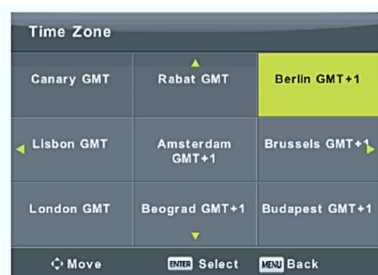 Time Zone
Canary GMT
Rabat GMT
Berlin GMT+1
Lisbon GMT
Amsterdam
GMT+1
Brussels GMT+1
London GMT
Beograd GMT+1
Budapest GMT+1
Move
ENTER Select
MENU Back